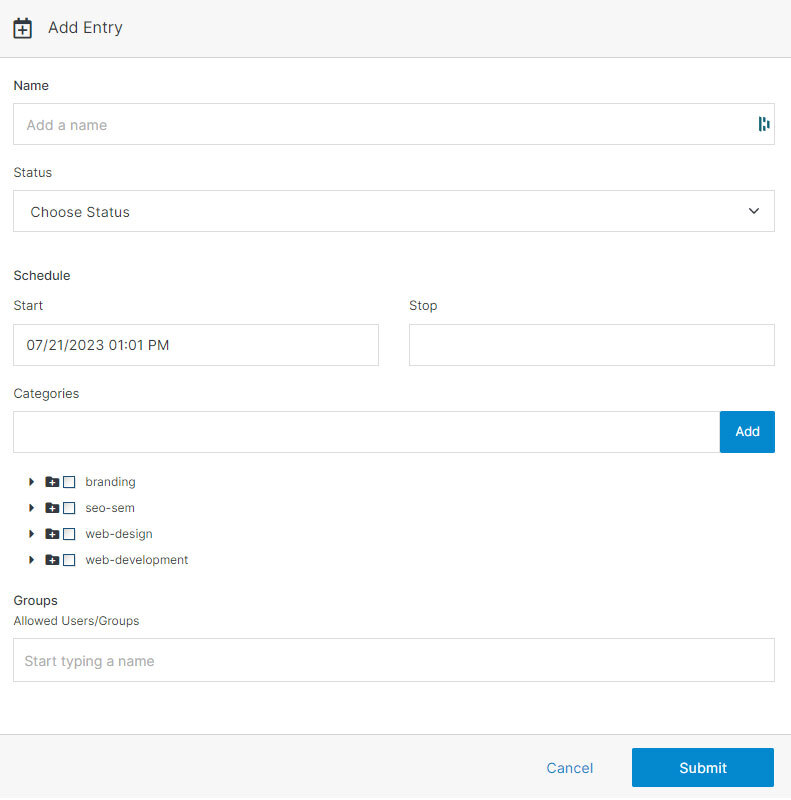 Add Entry
Name
Add a name
Status
Choose Status
Schedule
Start Stop
07/21/2023 01:01 PM
Categories
Add
branding
seo-sem
web-design
web-development
Groups
Allowed Users/Groups
Start typing a name
Cancel Submit